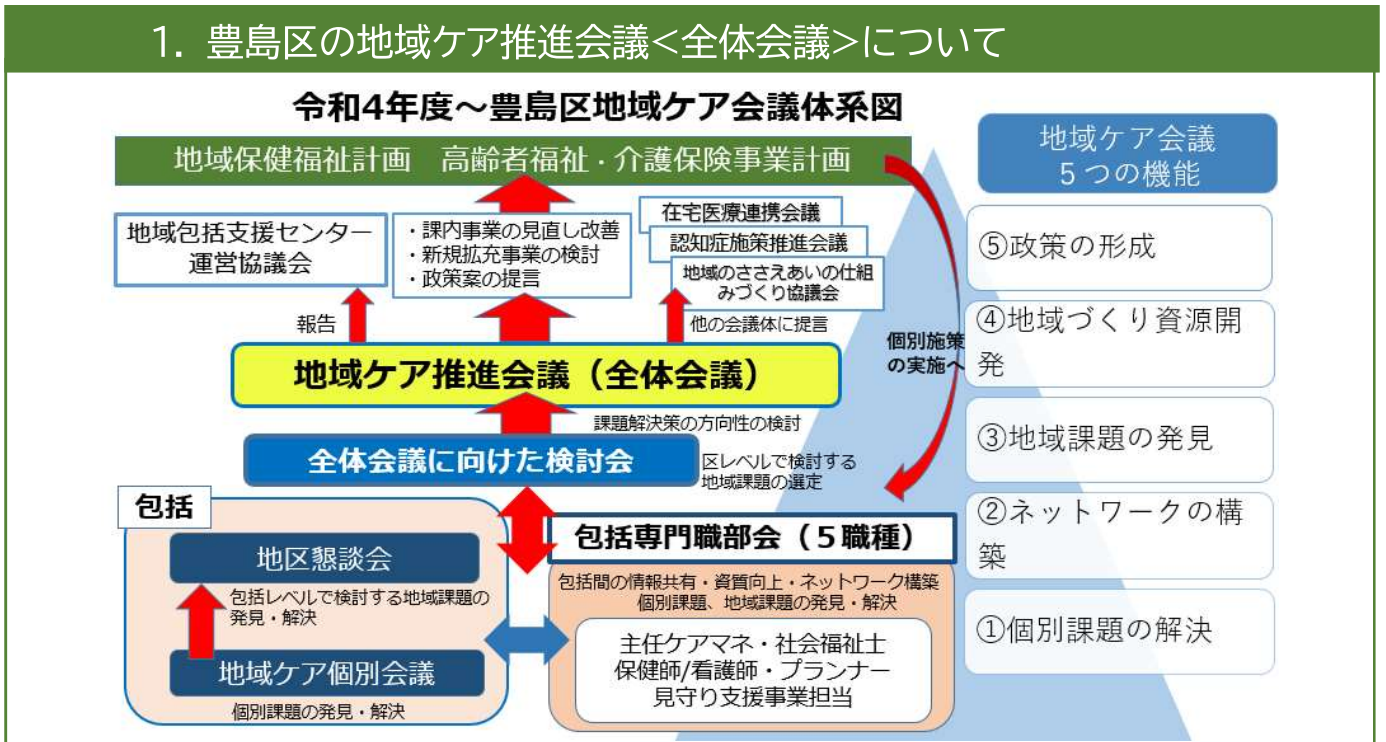 1. 豊島区の地域ケア推進会議<全体会議>について
令和4年度～豊島区地域ケア会議体系図
地域保健福祉計画　高齢者福祉・介護保険事業計画
地域包括支援センター
運営協議会
・課内事業の見直し改善
・新規拡充事業の検討
・政策案の提言
在宅医療連携会議
認知症施策推進会議
地域のささえあいの仕組
みづくり協議会
報告
他の会議体に提言
個別施策
の実施へ
地域ケア推進会議（全体会議）
課題解決策の方向性の検討
全体会議に向けた検討会
区レベルで検討する
地域課題の選定
包括
地区懇談会
包括レベルで検討する地域課題の
発見・解決
地域ケア個別会議
個別課題の発見・解決
包括専門職部会（５職種）
包括間の情報共有・資質向上・ネットワーク構築
個別課題、地域課題の発見・解決
主任ケアマネ・社会福祉士
保健師/看護師・プランナー
見守り支援事業担当
地域ケア会議
５つの機能
⑤政策の形成
④地域づくり資源開
発
③地域課題の発見
②ネットワークの構
築
①個別課題の解決